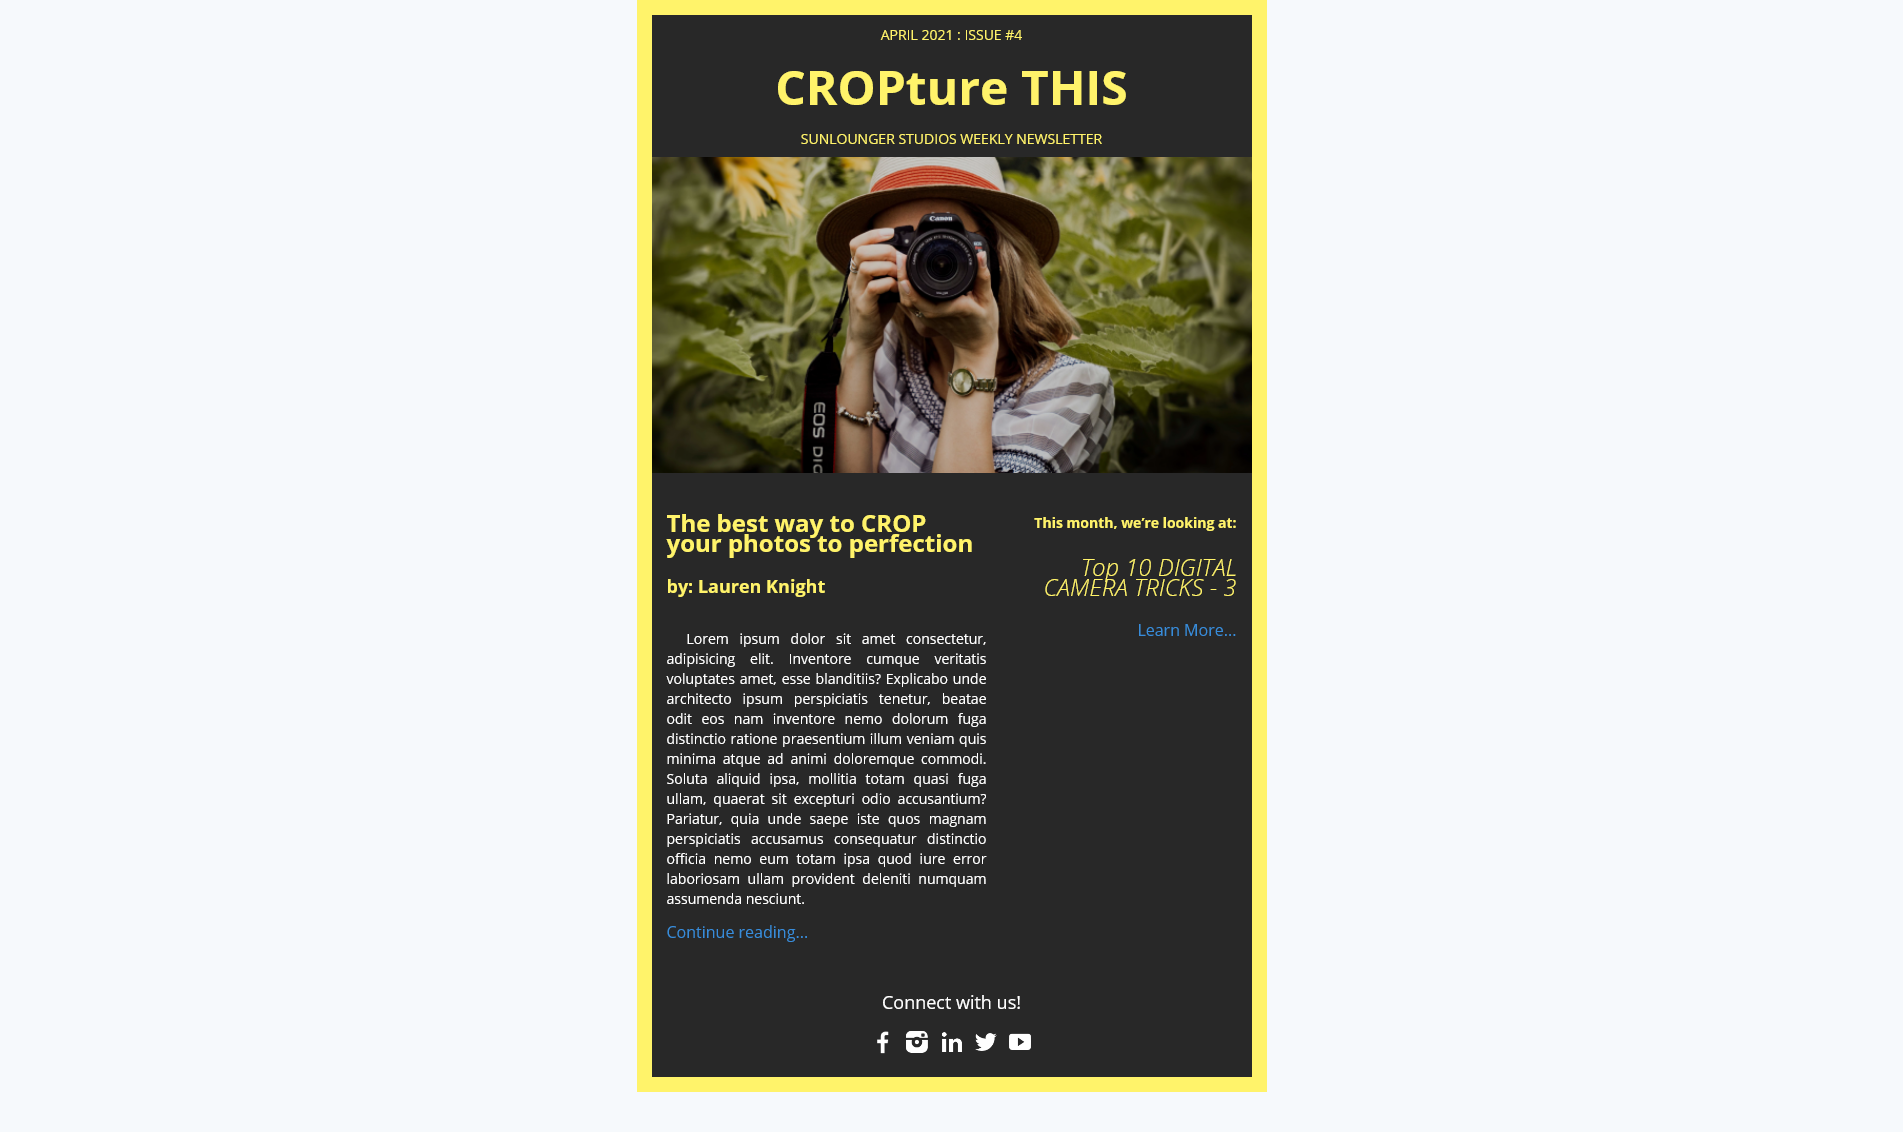 APRIL 2021 : ISSUE #4
CROPture THIS
SUNLOUNGER STUDIOS WEEKLY NEWSLETTER
Canon
EOS DIG
The best way to CROP
your photos to perfection
by: Lauren Knight
Lorem ipsum dolor sit amet consectetur,
adipisicing elit. Inventore cumque veritatis
voluptates amet, esse blanditiis? Explicabo unde
architecto ipsum perspiciatis tenetur, beatae
odit eos nam inventore nemo dolorum fuga
distinctio ratione praesentium illum veniam quis
minima atque ad animi doloremque commodi.
Soluta aliquid ipsa, mollitia totam quasi fuga
ullam, quaerat sit excepturi odio accusantium?
Pariatur, quia unde saepe iste quos magnam
perspiciatis accusamus consequatur distinctio
officia nemo eum totam ipsa quod iure error
laboriosam ullam provident deleniti numquam
assumenda nesciunt.
Continue reading...
This month, we’re looking at:
Top 10 DIGITAL
CAMERA TRICKS - 3
Learn More...
Connect with us!